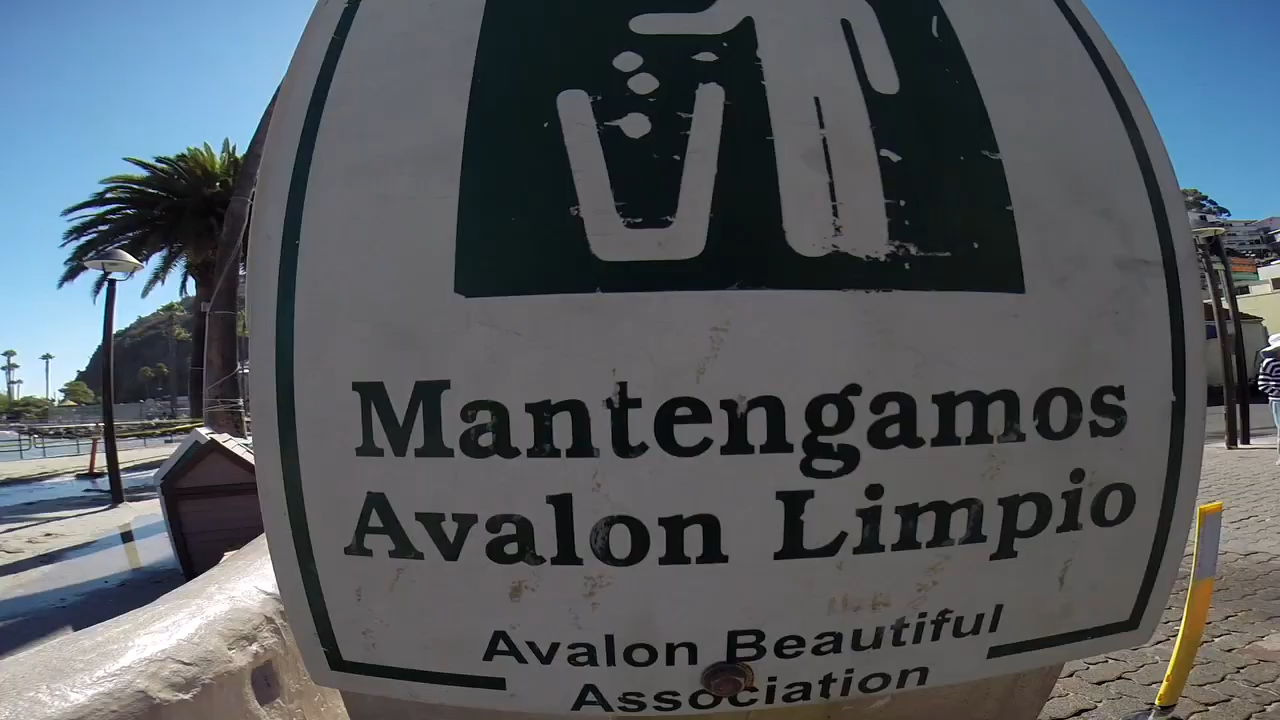 Mantengamos
Avalon Limpio
Avalon Beautiful
Association